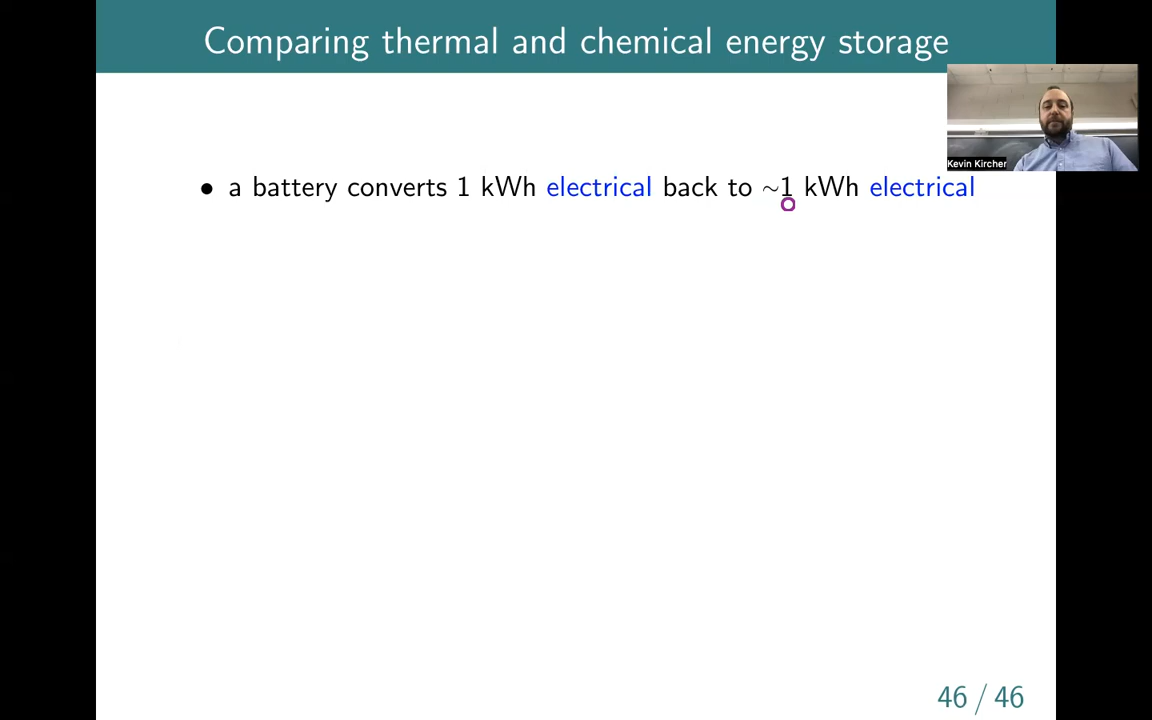 Comparing thermal and chemical energy storage
Kevin Kircher
• a battery converts 1 kWh electrical back to ~1 kWh electrical
46 / 46